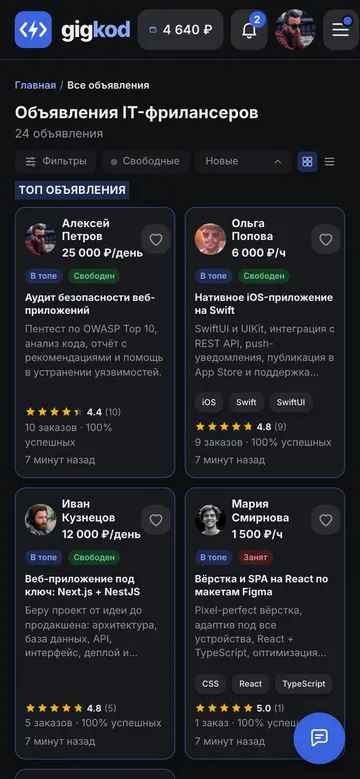 gigkod
4 640 ₽
2
Главная / Все объявления
Объявления IT-фрилансеров
24 объявления
Фильтры
Свободные
Новые
ТОП ОБЪЯВЛЕНИЯ
Алексей
Петров
25 000 ₽/день
В топе
Свободен
Аудит безопасности веб-
приложений
Пентест по OWASP Top 10,
анализ кода, отчёт с
рекомендациями и помощь
в устранении уязвимостей.
4.4 (10)
10 заказов · 100%
успешных
7 минут назад
Ольга
Попова
6 000 ₽/ч
В топе
Свободен
Нативное iOS-приложение
на Swift
SwiftUI и UIKit, интеграция с
REST API, push-
уведомления, публикация в
App Store и поддержка...
iOS
Swift
SwiftUI
4.8 (9)
9 заказов · 100% успешных
7 минут назад
Иван
Кузнецов
12 000 ₽/день
В топе
Свободен
Веб-приложение под
ключ: Next.js + NestJS
Беру проект от идеи до
продакшена: архитектура,
база данных, API,
интерфейс, деплой и...
4.8 (5)
5 заказов · 100% успешных
7 минут назад
Мария
Смирнова
1 500 ₽/ч
В топе
Занят
Вёрстка и SPA на React по
макетам Figma
Pixel-perfect вёрстка,
адаптив под все
устройства, React +
TypeScript, оптимизация...
CSS
React
TypeScript
5.0 (1)
1 заказ · 100%
7 минут назад